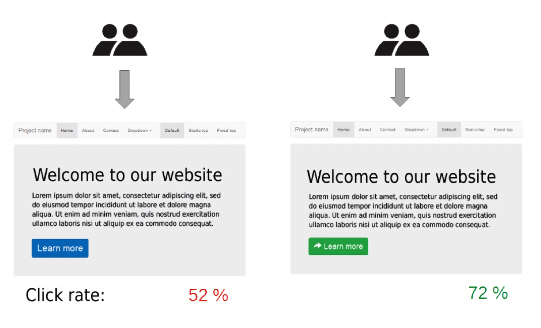 Project name Home About Contact Dropdown Default Static top Fixed top
Welcome to our website
Lorem ipsum dolor sit amet, consectetur adipiscing elit, sed
do eiusmod tempor incididunt ut labore et dolore magna
aliqua. Ut enim ad minim veniam, quis nostrud exercitation
ullamco laboris nisi ut aliquip ex ea commodo consequat.
Learn more
Click rate: 52 %
Project name Home About Contact Dropdown Default Static top Fixed top
Welcome to our website
Lorem ipsum dolor sit amet, consectetur adipiscing elit, sed
do eiusmod tempor incididunt ut labore et dolore magna
aliqua. Ut enim ad minim veniam, quis nostrud exercitation
ullamco laboris nisi ut aliquip ex ea commodo consequat.
Learn more
72 %